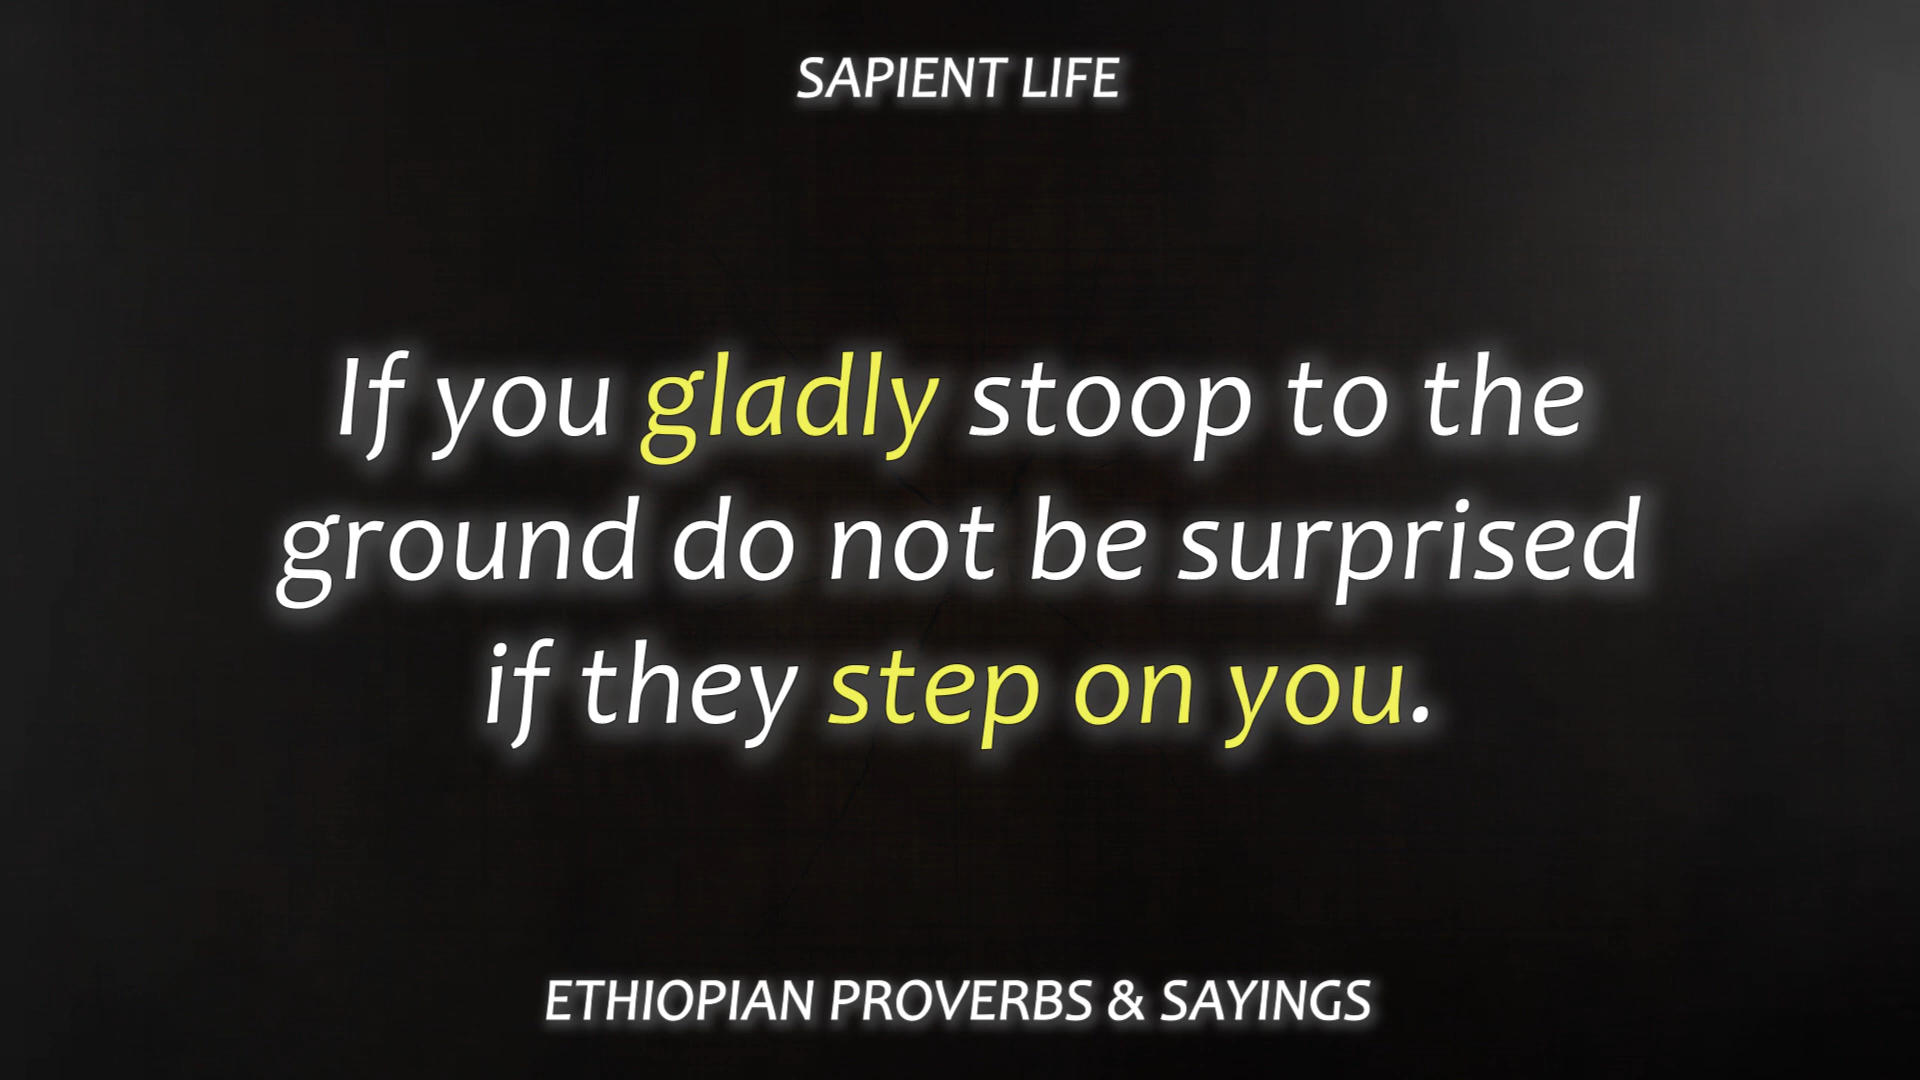 SAPIENT LIFE
If you gladly stoop to the
ground do not be surprised
if they step on you.
ETHIOPIAN PROVERBS & SAYINGS